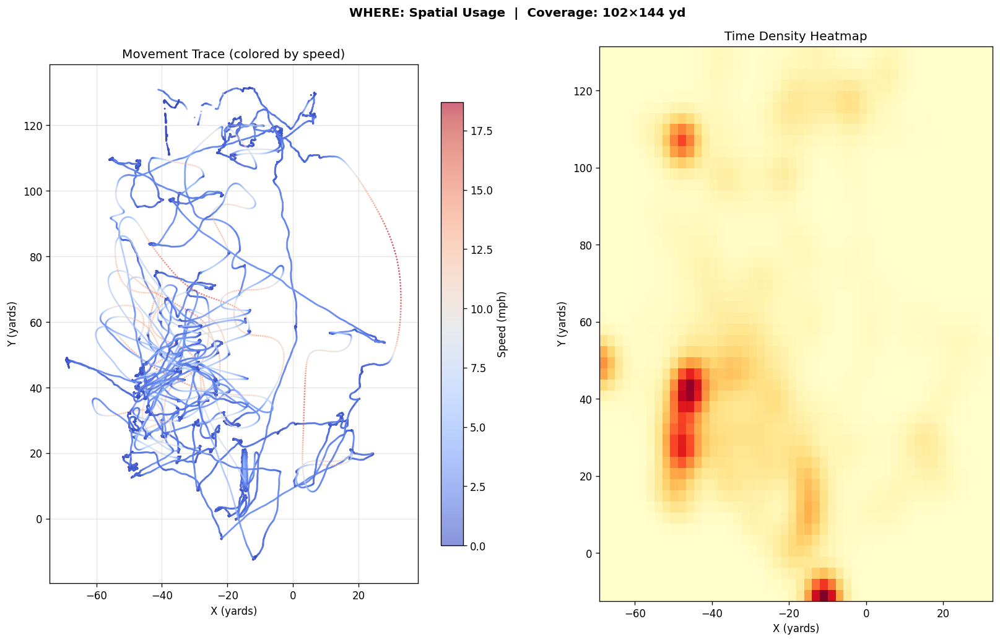 WHERE: Spatial Usage | Coverage: 102×144 yd
Movement Trace (colored by speed)
120
100
80
60
40
20
0
Y (yards)
−60 −40 −20 0 20
X (yards)
17.5
15.0
12.5
10.0
7.5
5.0
2.5
0.0
Speed (mph)
Time Density Heatmap
120
100
80
60
40
20
0
Y (yards)
−60 −40 −20 0 20
X (yards)